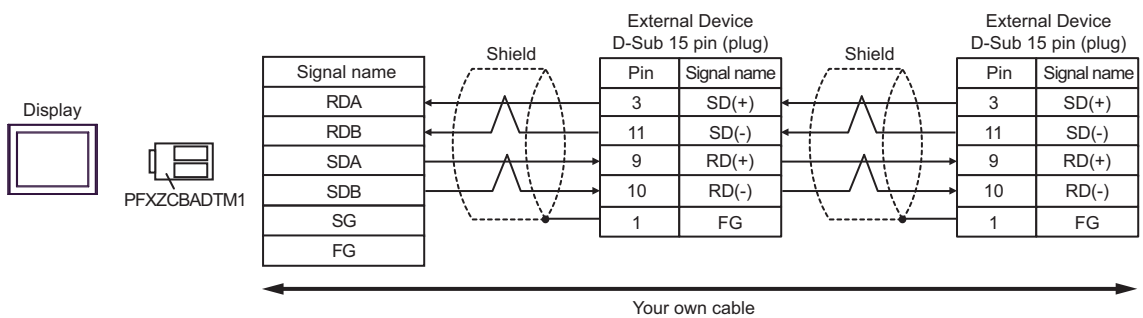 External Device
D-Sub 15 pin (plug)
External Device
D-Sub 15 pin (plug)
Shield
Shield
Signal name
Pin Signal name
Pin Signal name
Display
RDA
3 SD(+)
3 SD(+)
RDB
11 SD(-)
11 SD(-)
SDA
9 RD(+)
9 RD(+)
PFXZCBADTM1
SDB
10 RD(-)
10 RD(-)
SG
1 FG
1 FG
FG
Your own cable